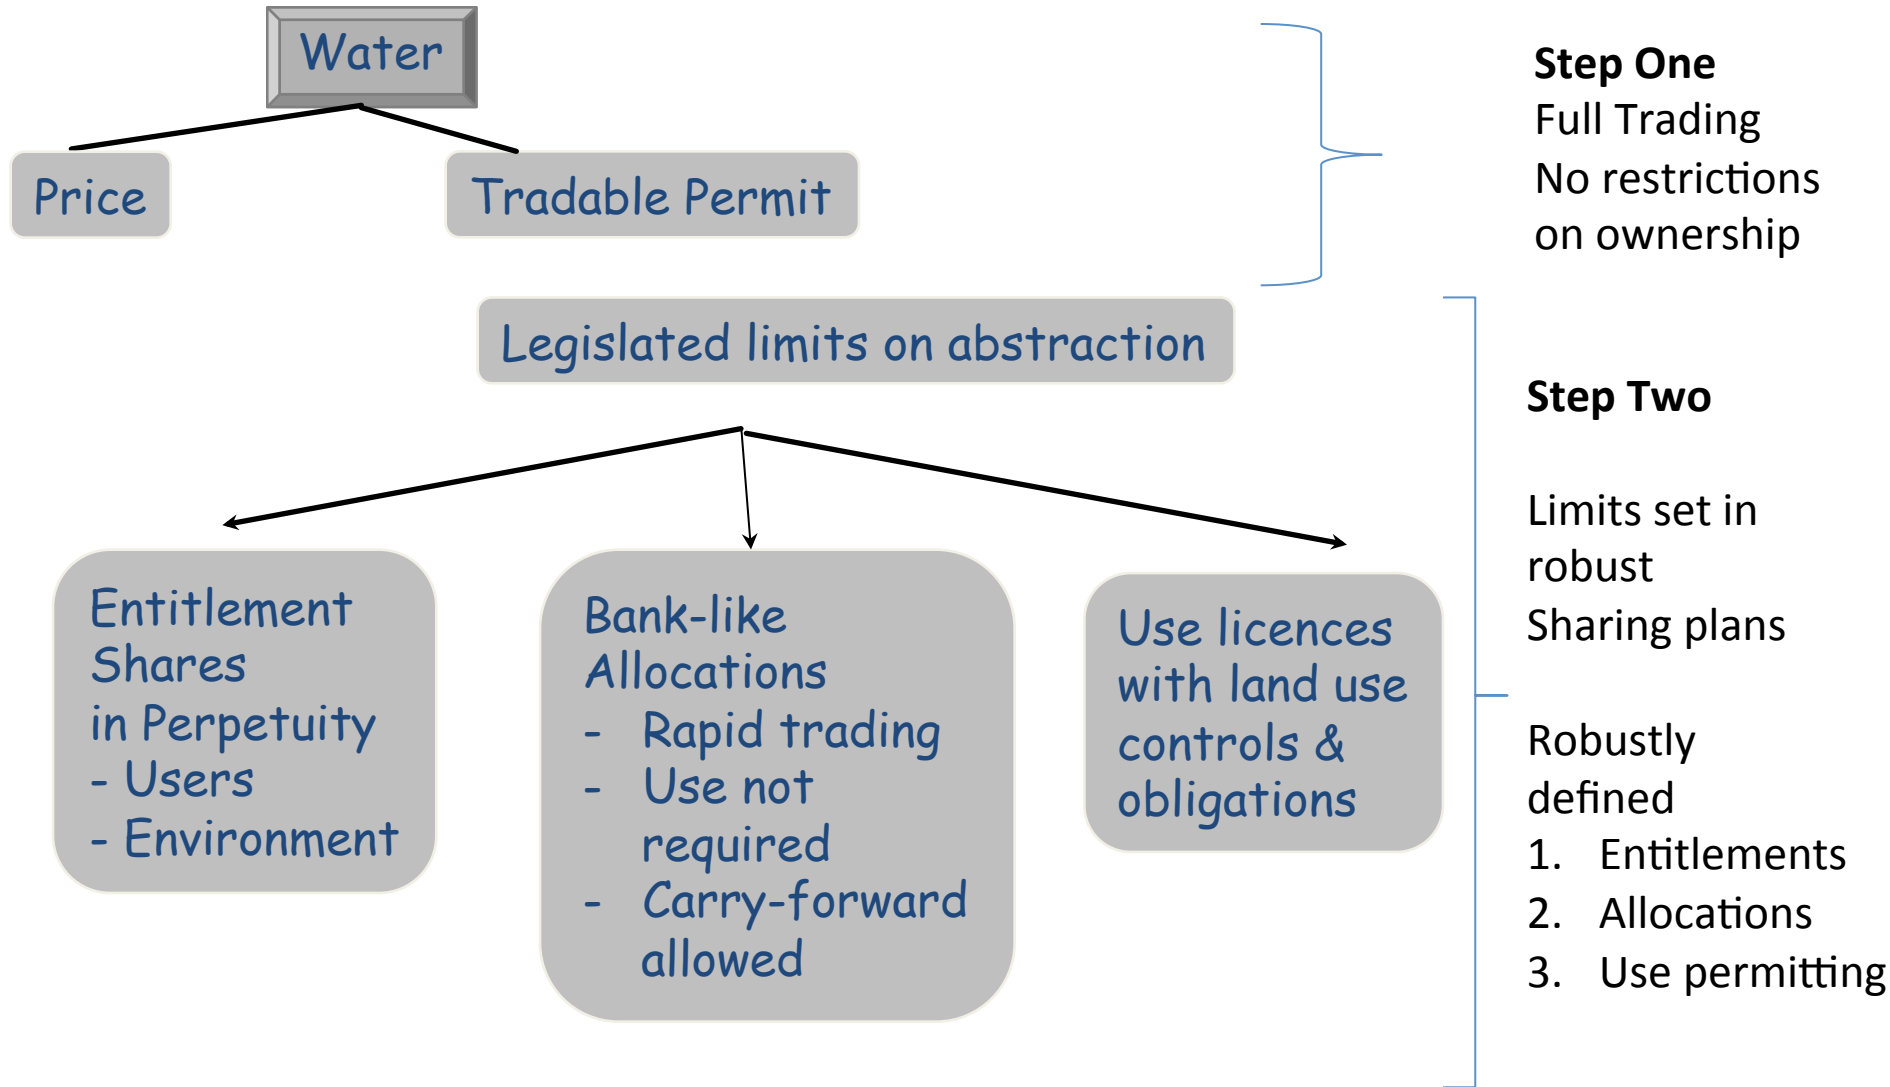 Water
Price
Tradable Permit
Step One
Full Trading
No restrictions
on ownership
Legislated limits on abstraction
Entitlement
Shares
in Perpetuity
- Users
- Environment
Bank-like
Allocations
- Rapid trading
- Use not
required
- Carry-forward
allowed
Use licences
with land use
controls &
obligations
Step Two
Limits set in
robust
Sharing plans
Robustly
defined
1. Entitlements
2. Allocations
3. Use permitting